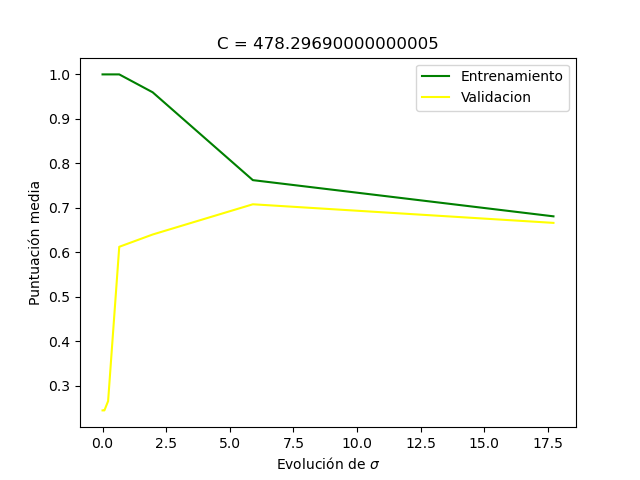 C = 478.29690000000005
Entrenamiento
Validacion
Puntuación media
1.0
0.9
0.8
0.7
0.6
0.5
0.4
0.3
0.0 2.5 5.0 7.5 10.0 12.5 15.0 17.5
Evolución de σ